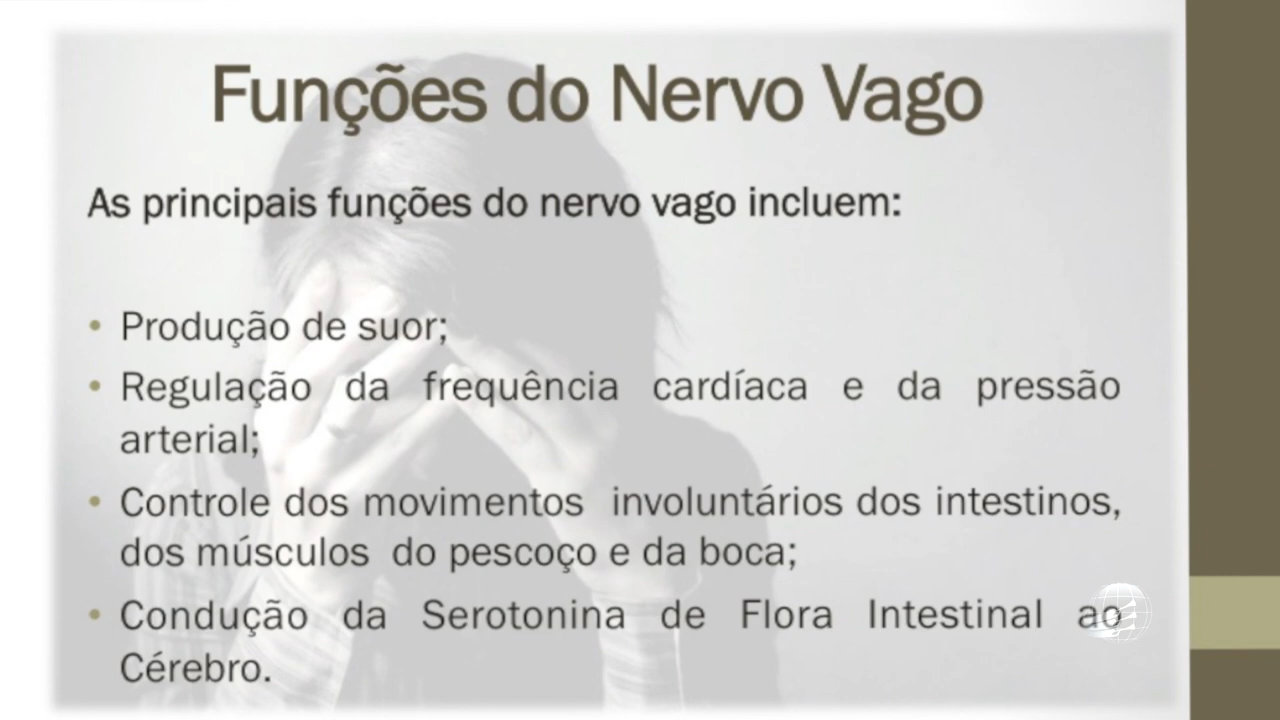 Funções do Nervo Vago
As principais funções do nervo vago incluem:
• Produção de suor;
• Regulação da frequência cardíaca e da pressão
arterial;
• Controle dos movimentos involuntários dos intestinos,
dos músculos do pescoço e da boca;
• Condução da Serotonina de Flora Intestinal ao
Cérebro.